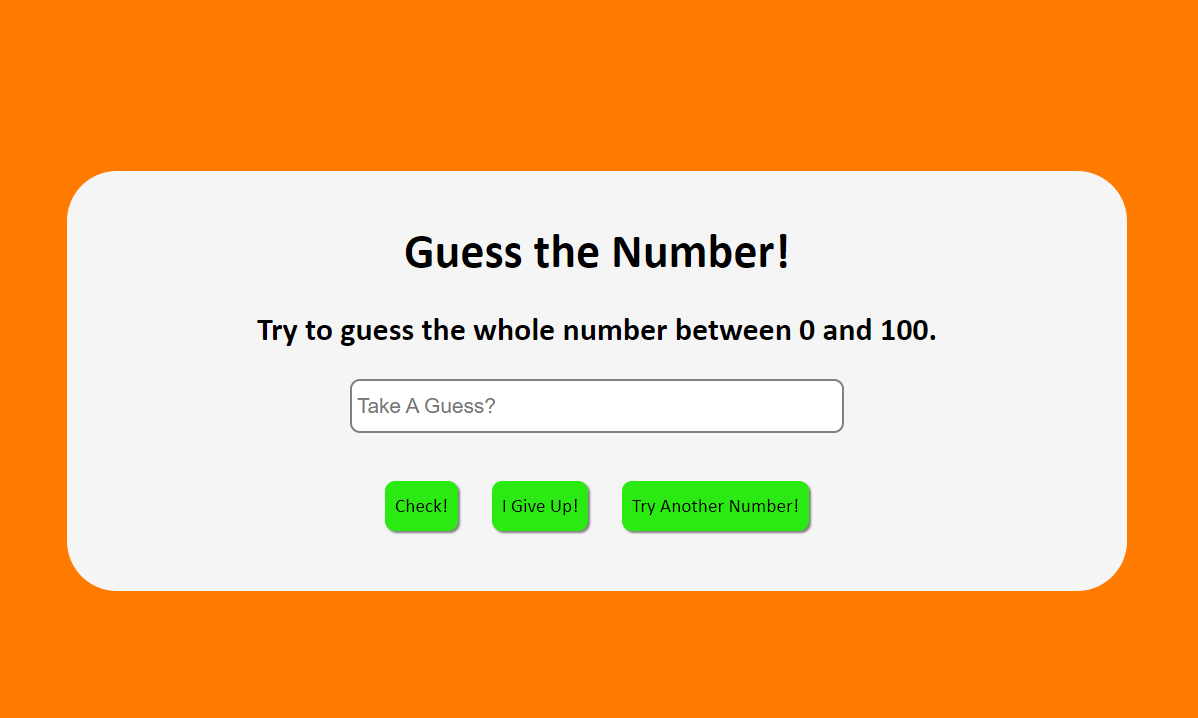 Guess the Number!
Try to guess the whole number between 0 and 100.
Take A Guess?
Check! I Give Up! Try Another Number!